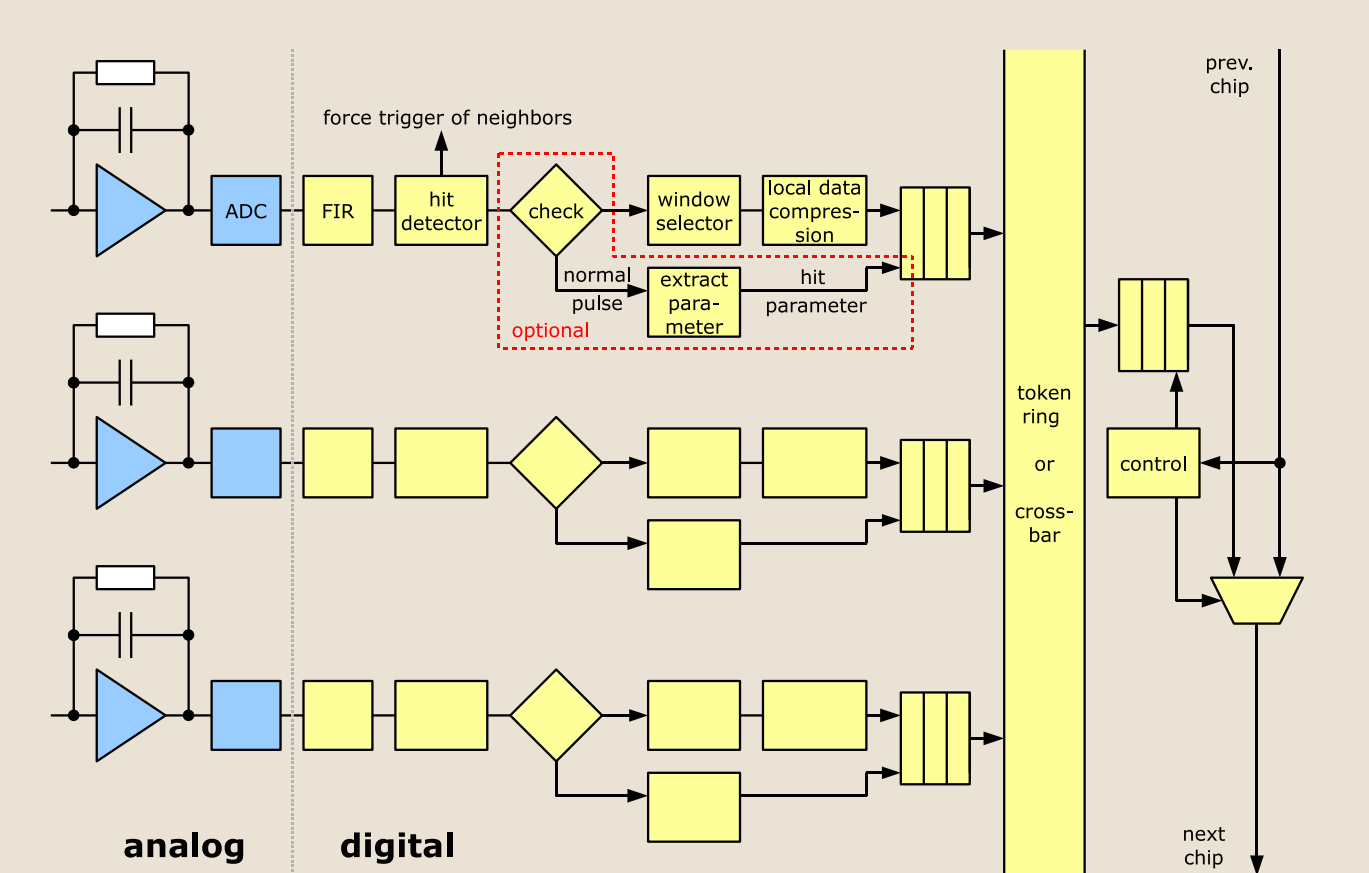 prev.
chip
force trigger of neighbors
ADC
FIR
hit
detector
check
window
selector
local data
compres-
sion
normal
pulse
extract
para-
meter
hit
parameter
optional
token
ring
or
cross-
bar
control
next
chip
analog
digital